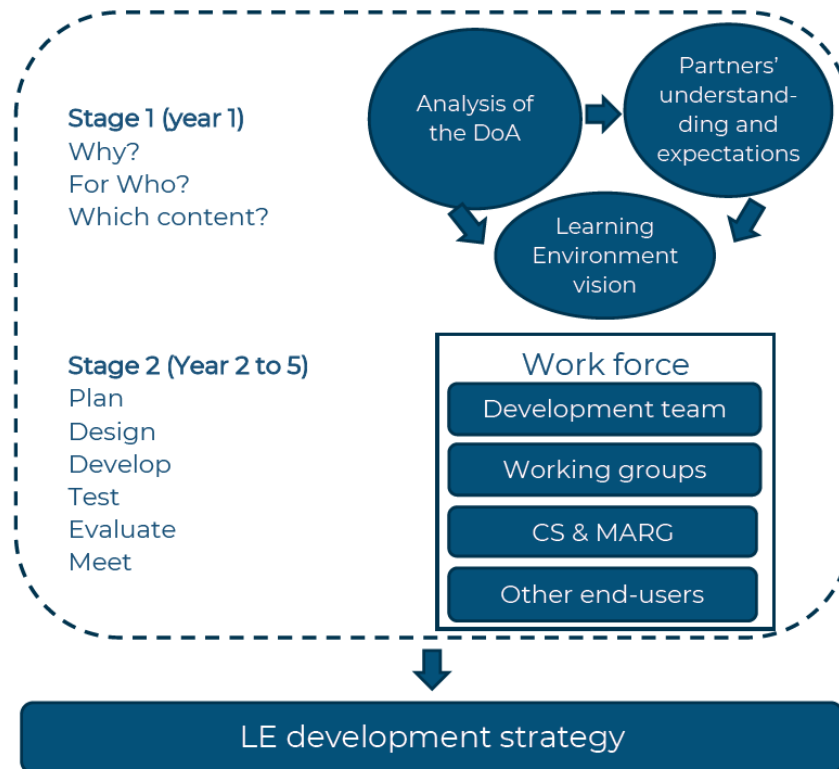 Stage 1 (year 1)
Why?
For Who?
Which content?
Analysis of
the DoA
Partners'
understand-
ding and
expectations
Learning
Environment
vision
Stage 2 (Year 2 to 5)
Plan
Design
Develop
Test
Evaluate
Meet
Work force
Development team
Working groups
CS & MARG
Other end-users
LE development strategy